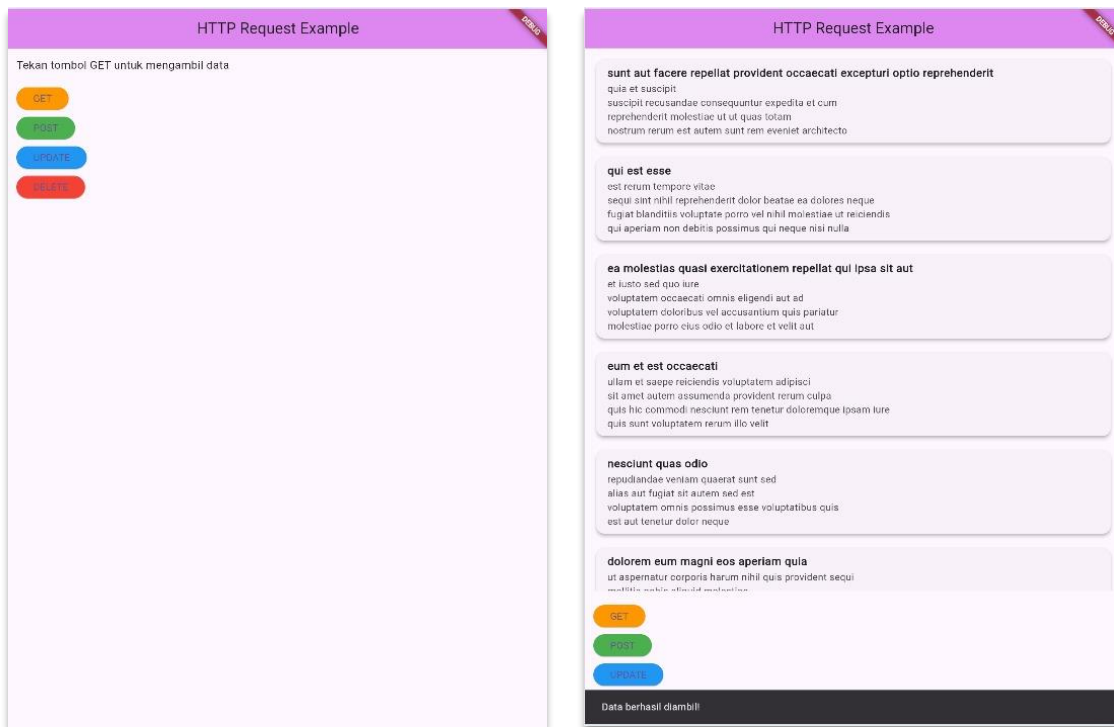 HTTP Request Example
DEBUG
Tekan tombol GET untuk mengambil data
GET
POST
UPDATE
DELETE
HTTP Request Example
DEBUG
sunt aut facere repellat provident occaecati excepturi optio reprehenderit
quia et suscipit
suscipit recusandae consequuntur expedita et cum
reprehenderit molestiae ut ut quas totam
nostrum rerum est autem sunt rem eveniet architecto
qui est esse
est rerum tempore vitae
sequi sint nihil reprehenderit dolor beatae ea dolores neque
fugiat blanditiis voluptate porro vel nihil molestiae ut reiciendis
qui aperiam non debitis possimus qui neque nisi nulla
ea molestias quasi exercitationem repellat qui ipsa sit aut
et iusto sed quo iure
voluptatem occaecati omnis eligendi aut ad
voluptatem doloribus vel accusantium quis pariatur
molestiae porro eius odio et labore et velit aut
eum et est occaecati
ullam et saepe reiciendis voluptatem adipisci
sit amet autem assumenda provident rerum culpa
quis hic commodi nesciunt rem tenetur doloremque ipsam iure
quis sunt voluptatem rerum illo velit
nesciunt quas odio
repudiandae veniam quaerat sunt sed
alias aut fugiat sit autem sed est
voluptatem omnis possimus esse voluptatibus quis
est aut tenetur dolor neque
dolorem eum magni eos aperiam quia
ut aspernatur corporis harum nihil quis provident sequi
GET
POST
UPDATE
Data berhasil diambil!